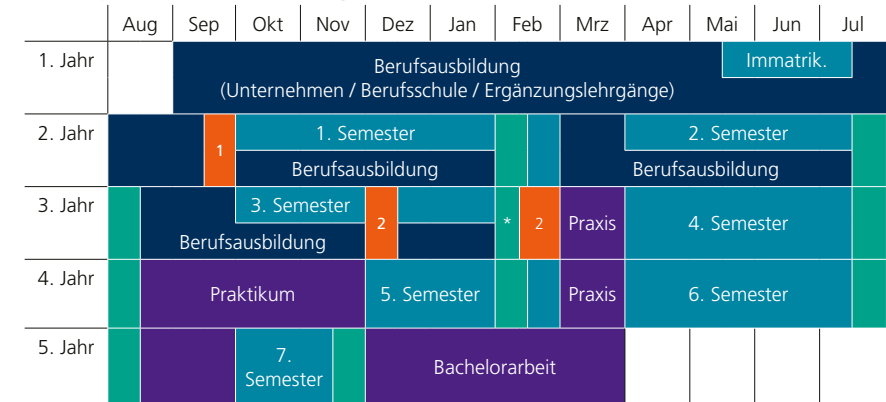 Aug Sep Okt Nov Dez Jan Feb Mrz Apr Mai Jun Jul
1. Jahr
Berufsausbildung
(Unternehmen / Berufsschule / Ergänzungslehrgänge)
Immatrik.
2. Jahr
1
1. Semester
Berufsausbildung
2. Semester
Berufsausbildung
3. Jahr
3. Semester
Berufsausbildung
2
*
2
Praxis
4. Semester
4. Jahr
Praktikum
5. Semester
Praxis
6. Semester
5. Jahr
7.
Semester
Bachelorarbeit